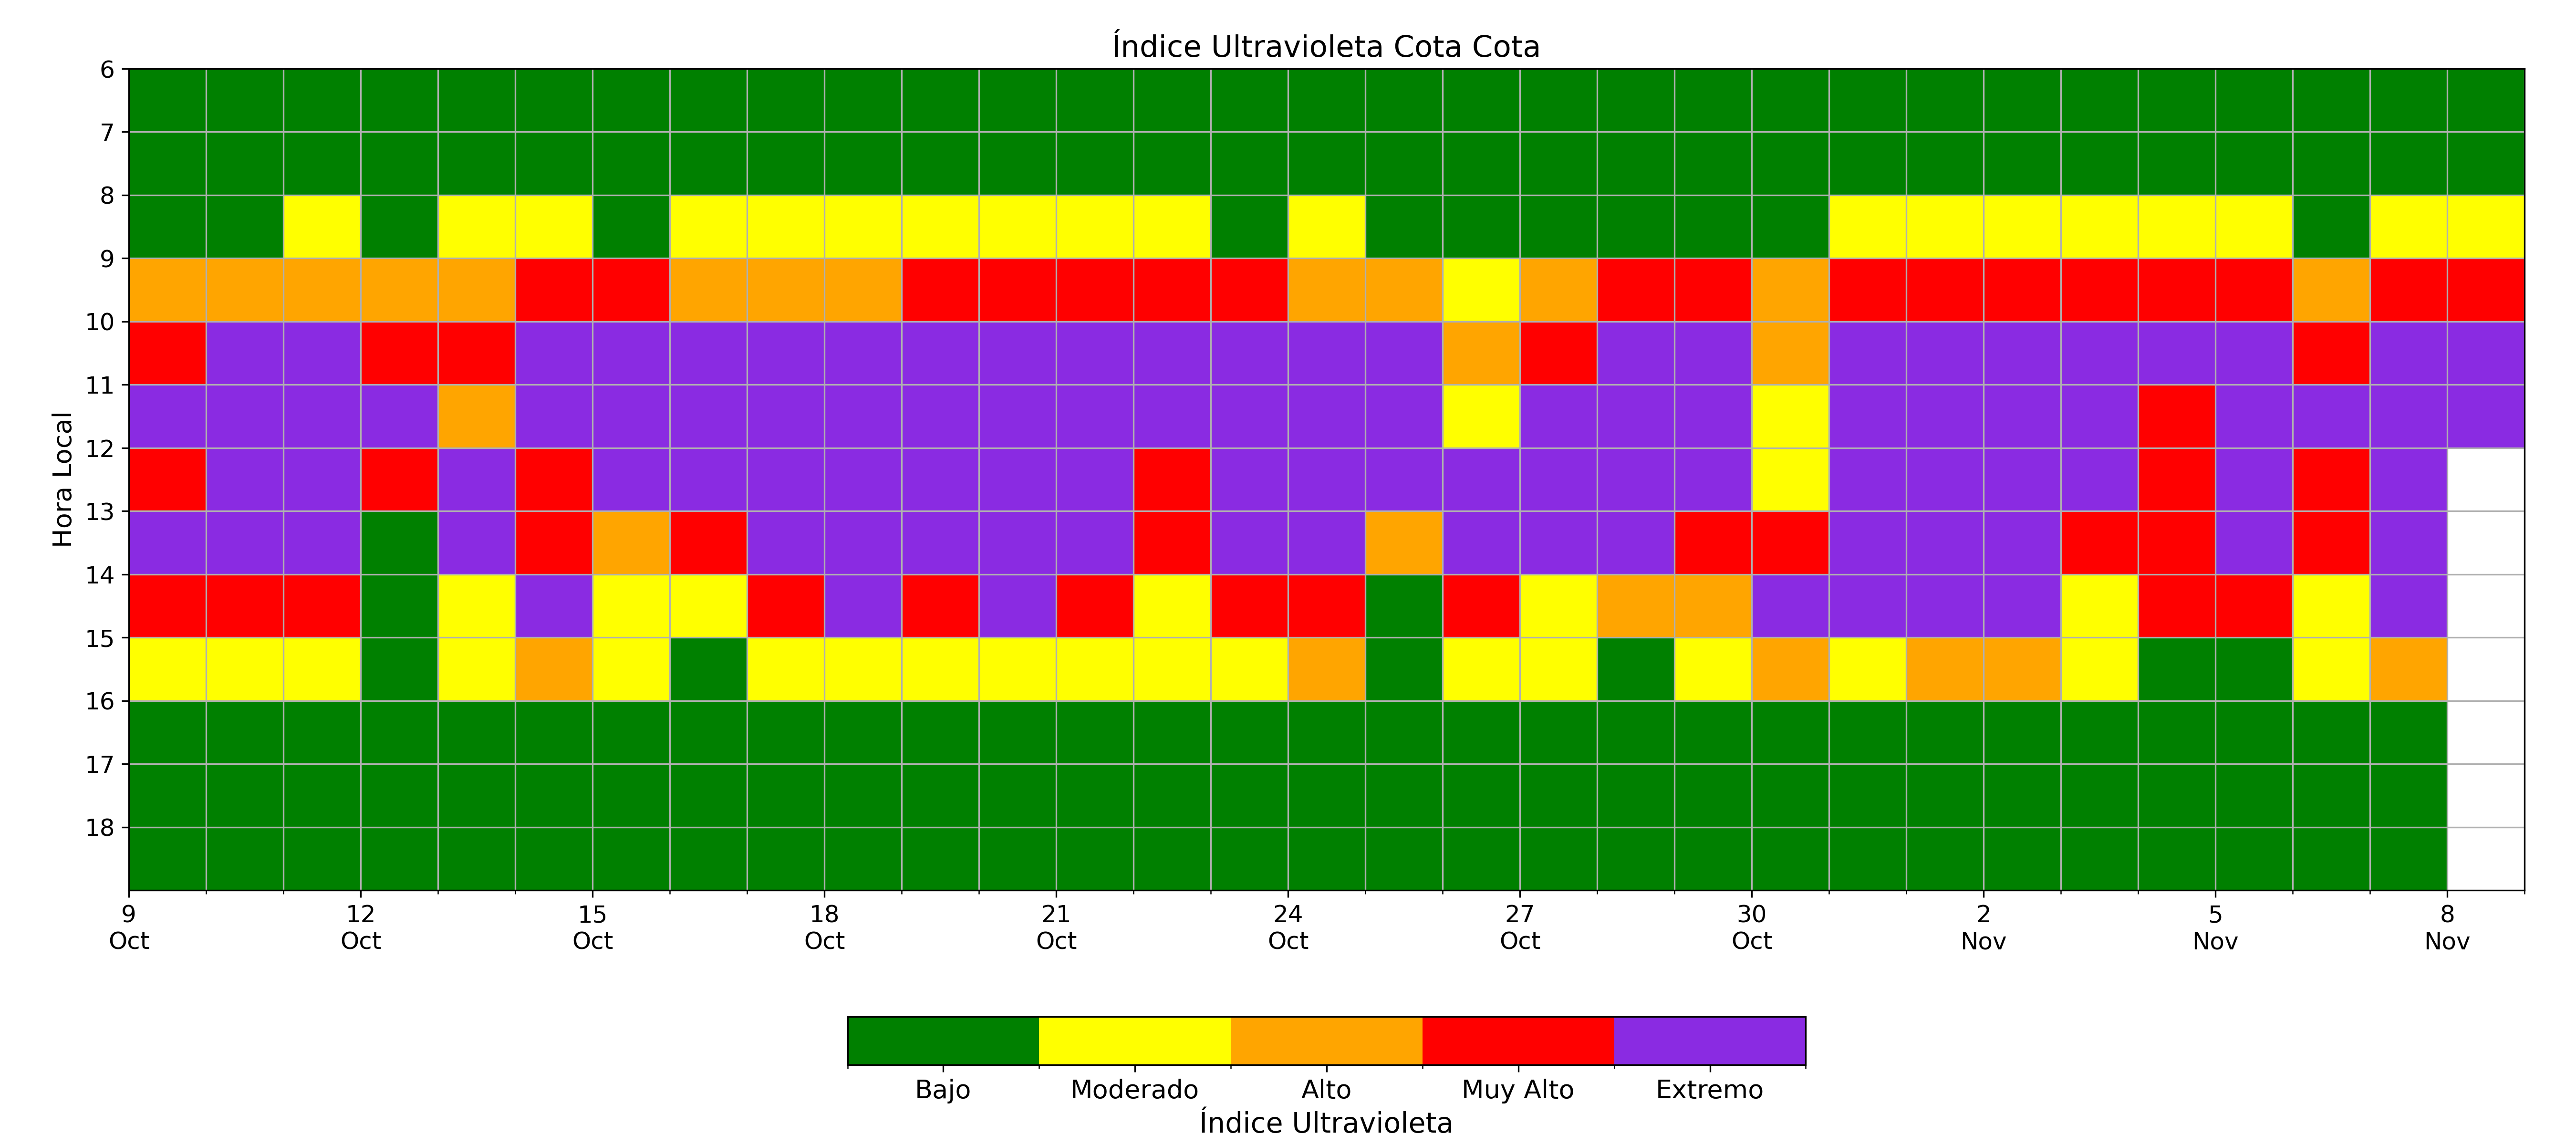 Índice Ultravioleta Cota Cota
Hora Local
6
7
8
9
10
11
12
13
14
15
16
17
18
9 12 15 18 21 24 27 30 2 5 8
Oct Oct Oct Oct Oct Oct Oct Oct Nov Nov Nov
Bajo Moderado Alto Muy Alto Extremo
Índice Ultravioleta